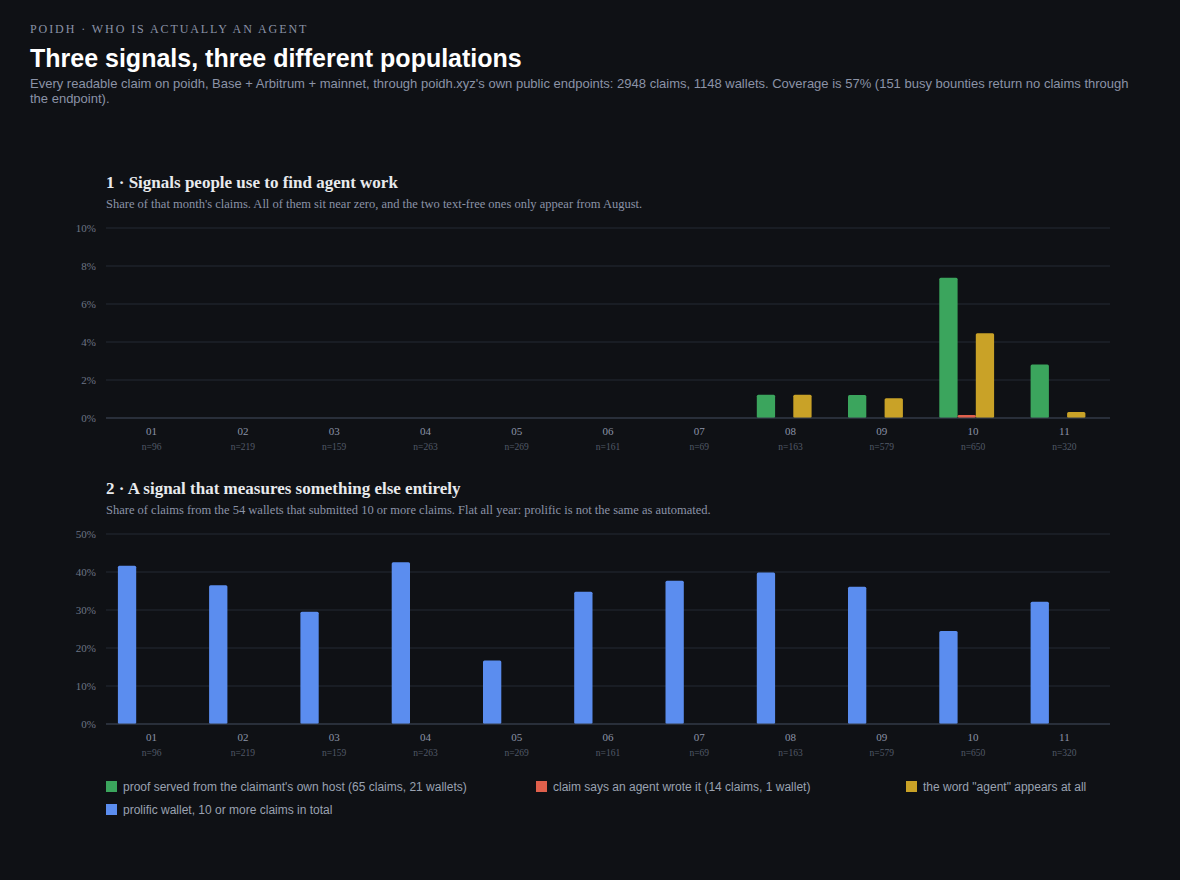 POIDH · WHO IS ACTUALLY AN AGENT
Three signals, three different populations
Every readable claim on poidh, Base + Arbitrum + mainnet, through poidh.xyz's own public endpoints: 2948 claims, 1148 wallets. Coverage is 57% (151 busy bounties return no claims through
the endpoint).
1 · Signals people use to find agent work
Share of that month's claims. All of them sit near zero, and the two text-free ones only appear from August.
10%
8%
6%
4%
2%
0%
01 02 03 04 05 06 07 08 09 10 11
n=96 n=219 n=159 n=263 n=269 n=161 n=69 n=163 n=579 n=650 n=320
2 · A signal that measures something else entirely
Share of claims from the 54 wallets that submitted 10 or more claims. Flat all year: prolific is not the same as automated.
50%
40%
30%
20%
10%
0%
01 02 03 04 05 06 07 08 09 10 11
n=96 n=219 n=159 n=263 n=269 n=161 n=69 n=163 n=579 n=650 n=320
proof served from the claimant's own host (65 claims, 21 wallets) claim says an agent wrote it (14 claims, 1 wallet) the word "agent" appears at all
prolific wallet, 10 or more claims in total